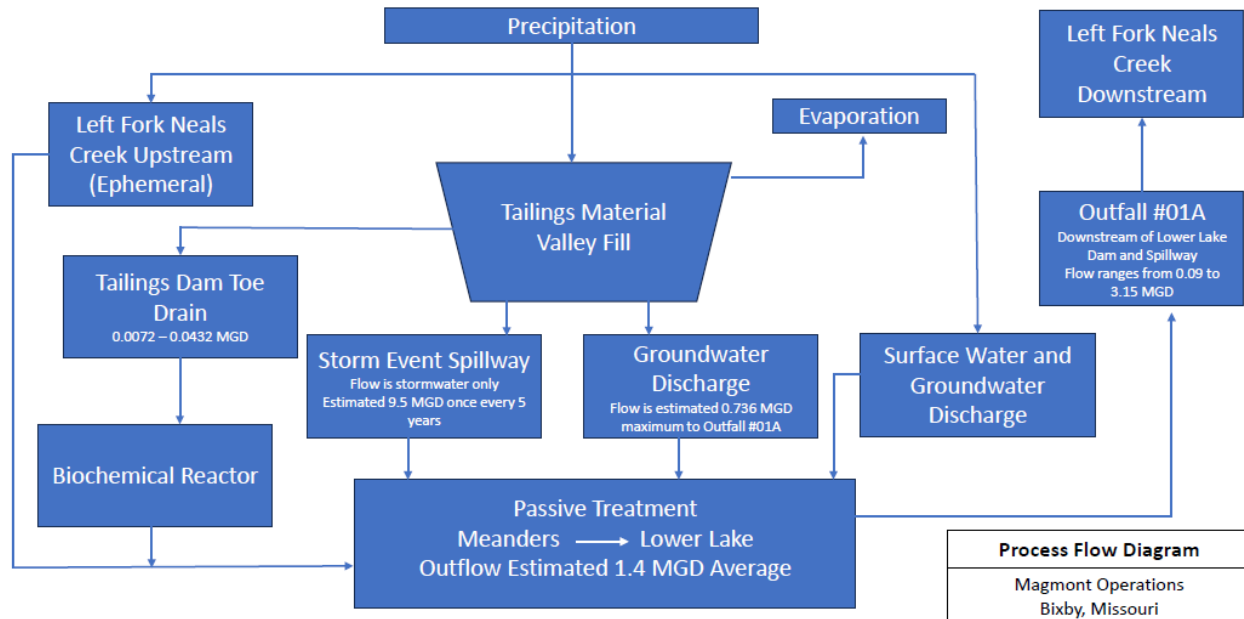 Precipitation
Left Fork Neals
Creek Upstream
(Ephemeral)
Evaporation
Left Fork Neals
Creek
Downstream
Tailings Material
Valley Fill
Outfall #01A
Downstream of Lower Lake
Dam and Spillway
Flow ranges from 0.09 to
3.15 MGD
Tailings Dam Toe
Drain
0.0072 – 0.0432 MGD
Storm Event Spillway
Flow is stormwater only
Estimated 9.5 MGD once every 5
years
Groundwater
Discharge
Flow is estimated 0.736 MGD
maximum to Outfall #01A
Surface Water and
Groundwater
Discharge
Biochemical Reactor
Passive Treatment
Meanders Lower Lake
Outflow Estimated 1.4 MGD Average
Process Flow Diagram
Magmont Operations
Bixby, Missouri